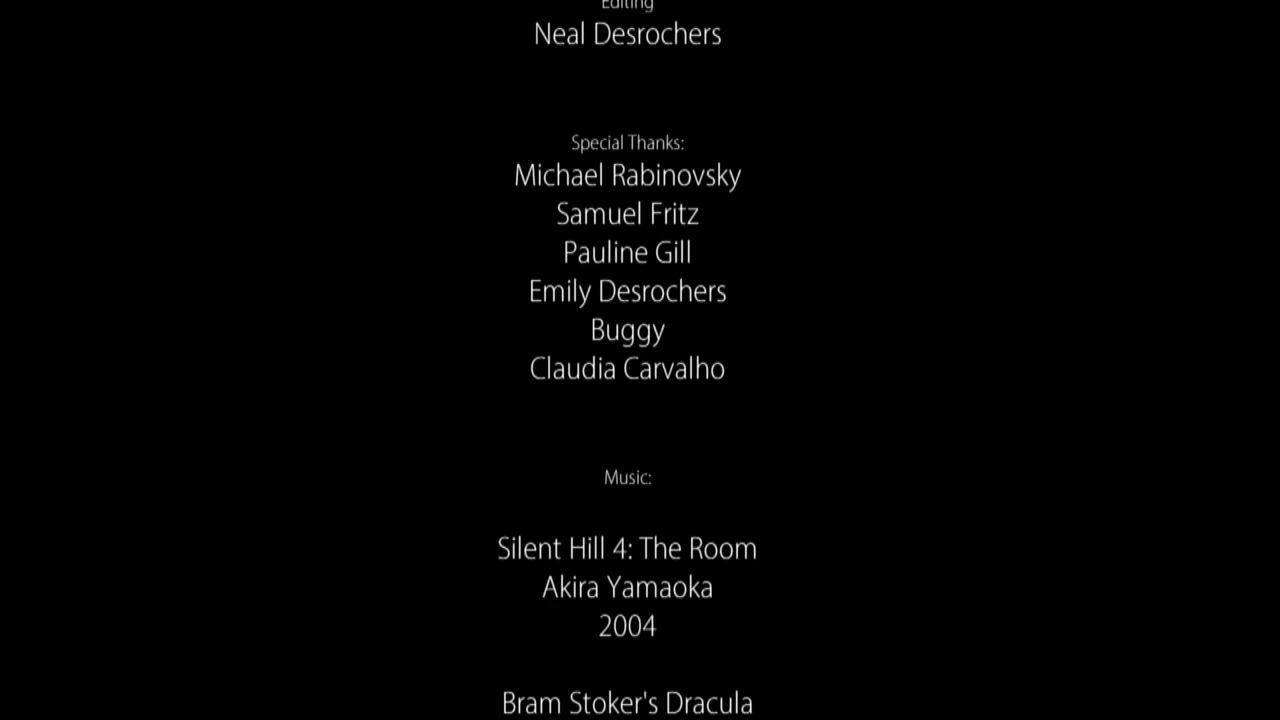 Editing
Neal Desrochers
Special Thanks:
Michael Rabinovsky
Samuel Fritz
Pauline Gill
Emily Desrochers
Buggy
Claudia Carvalho
Music:
Silent Hill 4: The Room
Akira Yamaoka
2004
Bram Stoker's Dracula